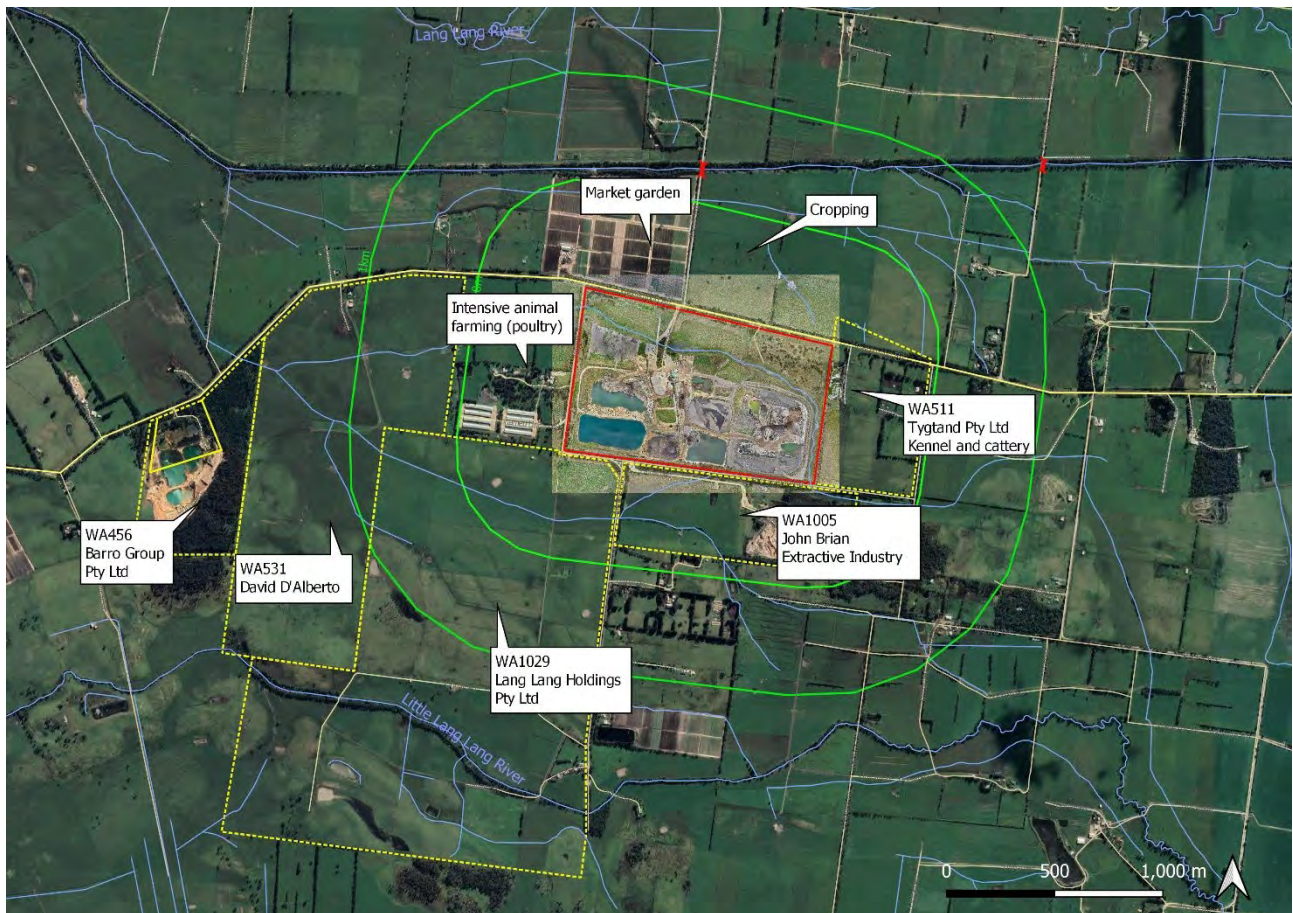 Lang Lang River
Market garden
Cropping
1km
Intensive animal
farming (poultry)
WA511
Tygtand Pty Ltd
Kennel and cattery
WA456
Barro Group
Pty Ltd
WA531
David D'Alberto
WA1005
John Brian
Extractive Industry
WA1029
Lang Lang Holdings
Pty Ltd
Little Lang Lang River
0 500 1,000 m